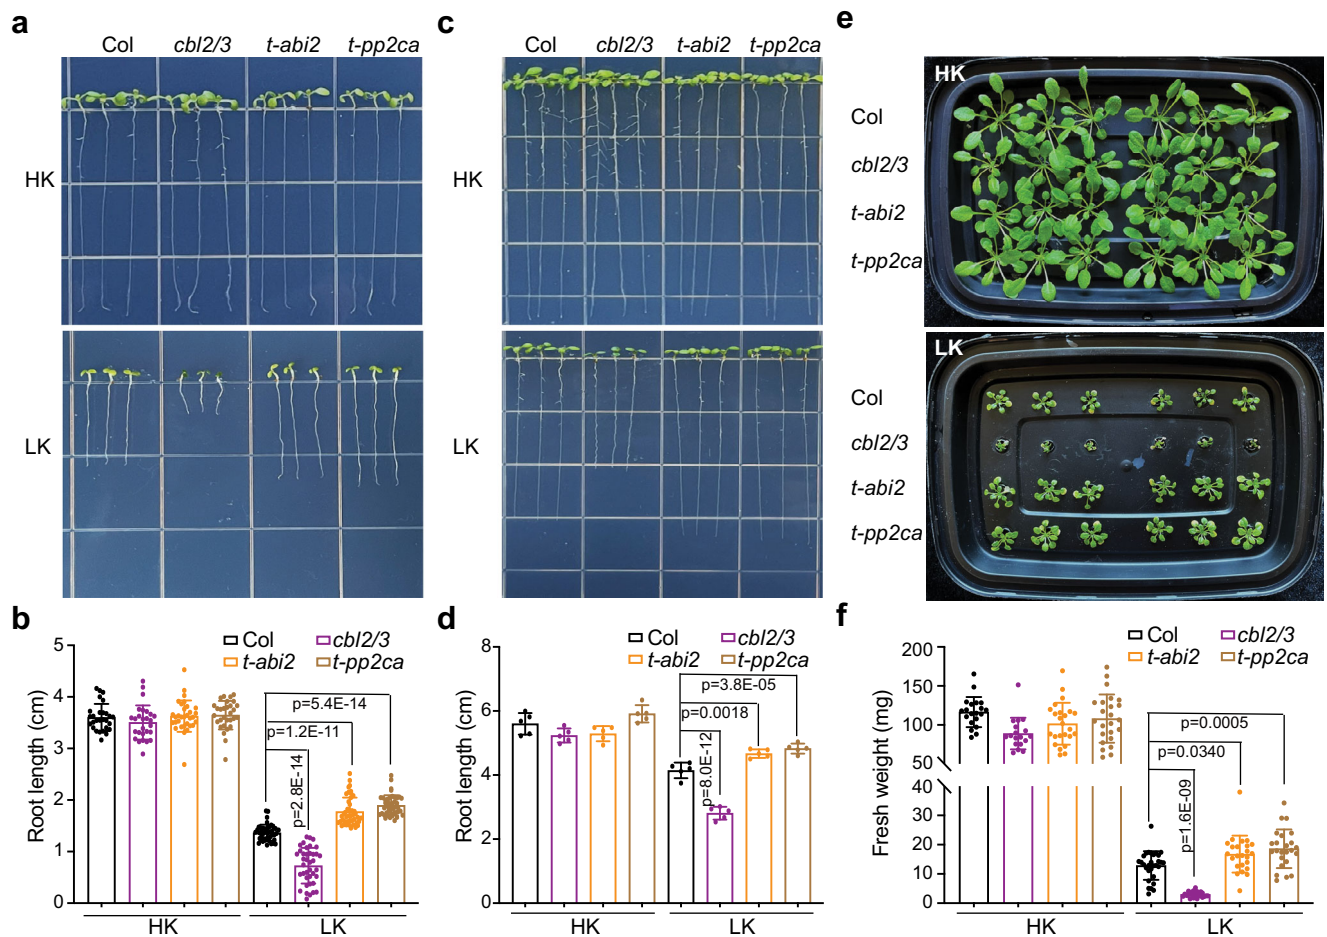 a
Col cbl2/3 t-abi2 t-pp2ca
HK
LK
b
Root length (cm)
5
4
3
2
1
0
Col cbl2/3
t-abi2 t-pp2ca
p=5.4E-14
p=1.2E-11
p=2.8E-14
HK LK
c
Col cbl2/3 t-abi2 t-pp2ca
HK
LK
d
Root length (cm)
8
6
4
2
0
Col cbl2/3
t-abi2 t-pp2ca
p=3.8E-05
p=0.0018
p=8.0E-12
HK LK
e
HK
Col
cbl2/3
t-abi2
t-pp2ca
LK
Col
cbl2/3
t-abi2
t-pp2ca
f
Fresh weight (mg)
200
150
100
50
40
30
20
10
0
Col cbl2/3
t-abi2 t-pp2ca
p=0.0005
p=0.0340
p=1.6E-09
HK LK